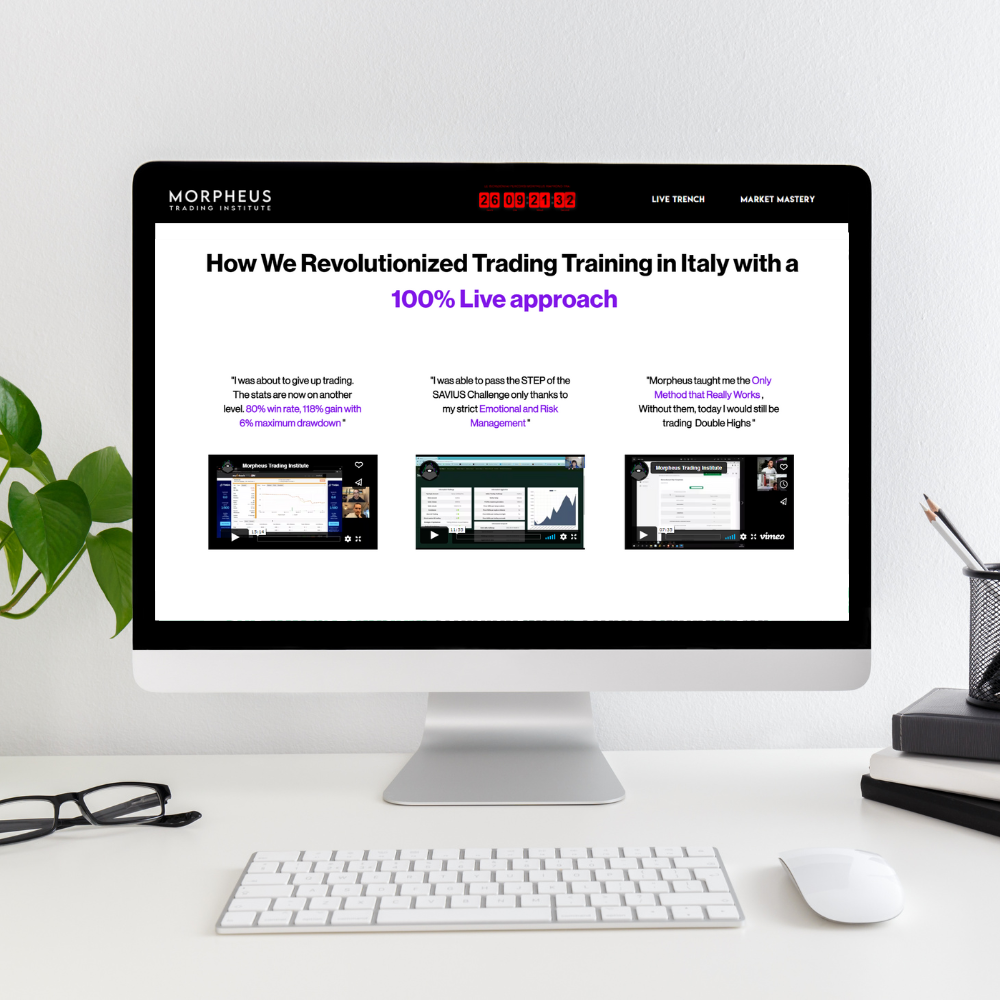 MORPHEUS
TRADING INSTITUTE
26:09:21:32
LIVE TRENCH
MARKET MASTERY
How We Revolutionized Trading Training in Italy with a
100% Live approach
"I was about to give up trading.
The stats are now on another
level. 80% win rate, 118% gain with
6% maximum drawdown "
"I was able to pass the STEP of the
SAVIUS Challenge only thanks to
my strict Emotional and Risk
Management "
"Morpheus taught me the Only
Method that Really Works ,
Without them, today I would still be
trading Double Highs "
Morpheus Trading Institute
13:14
11:55
Morpheus Trading Institute
07:33
vimeo